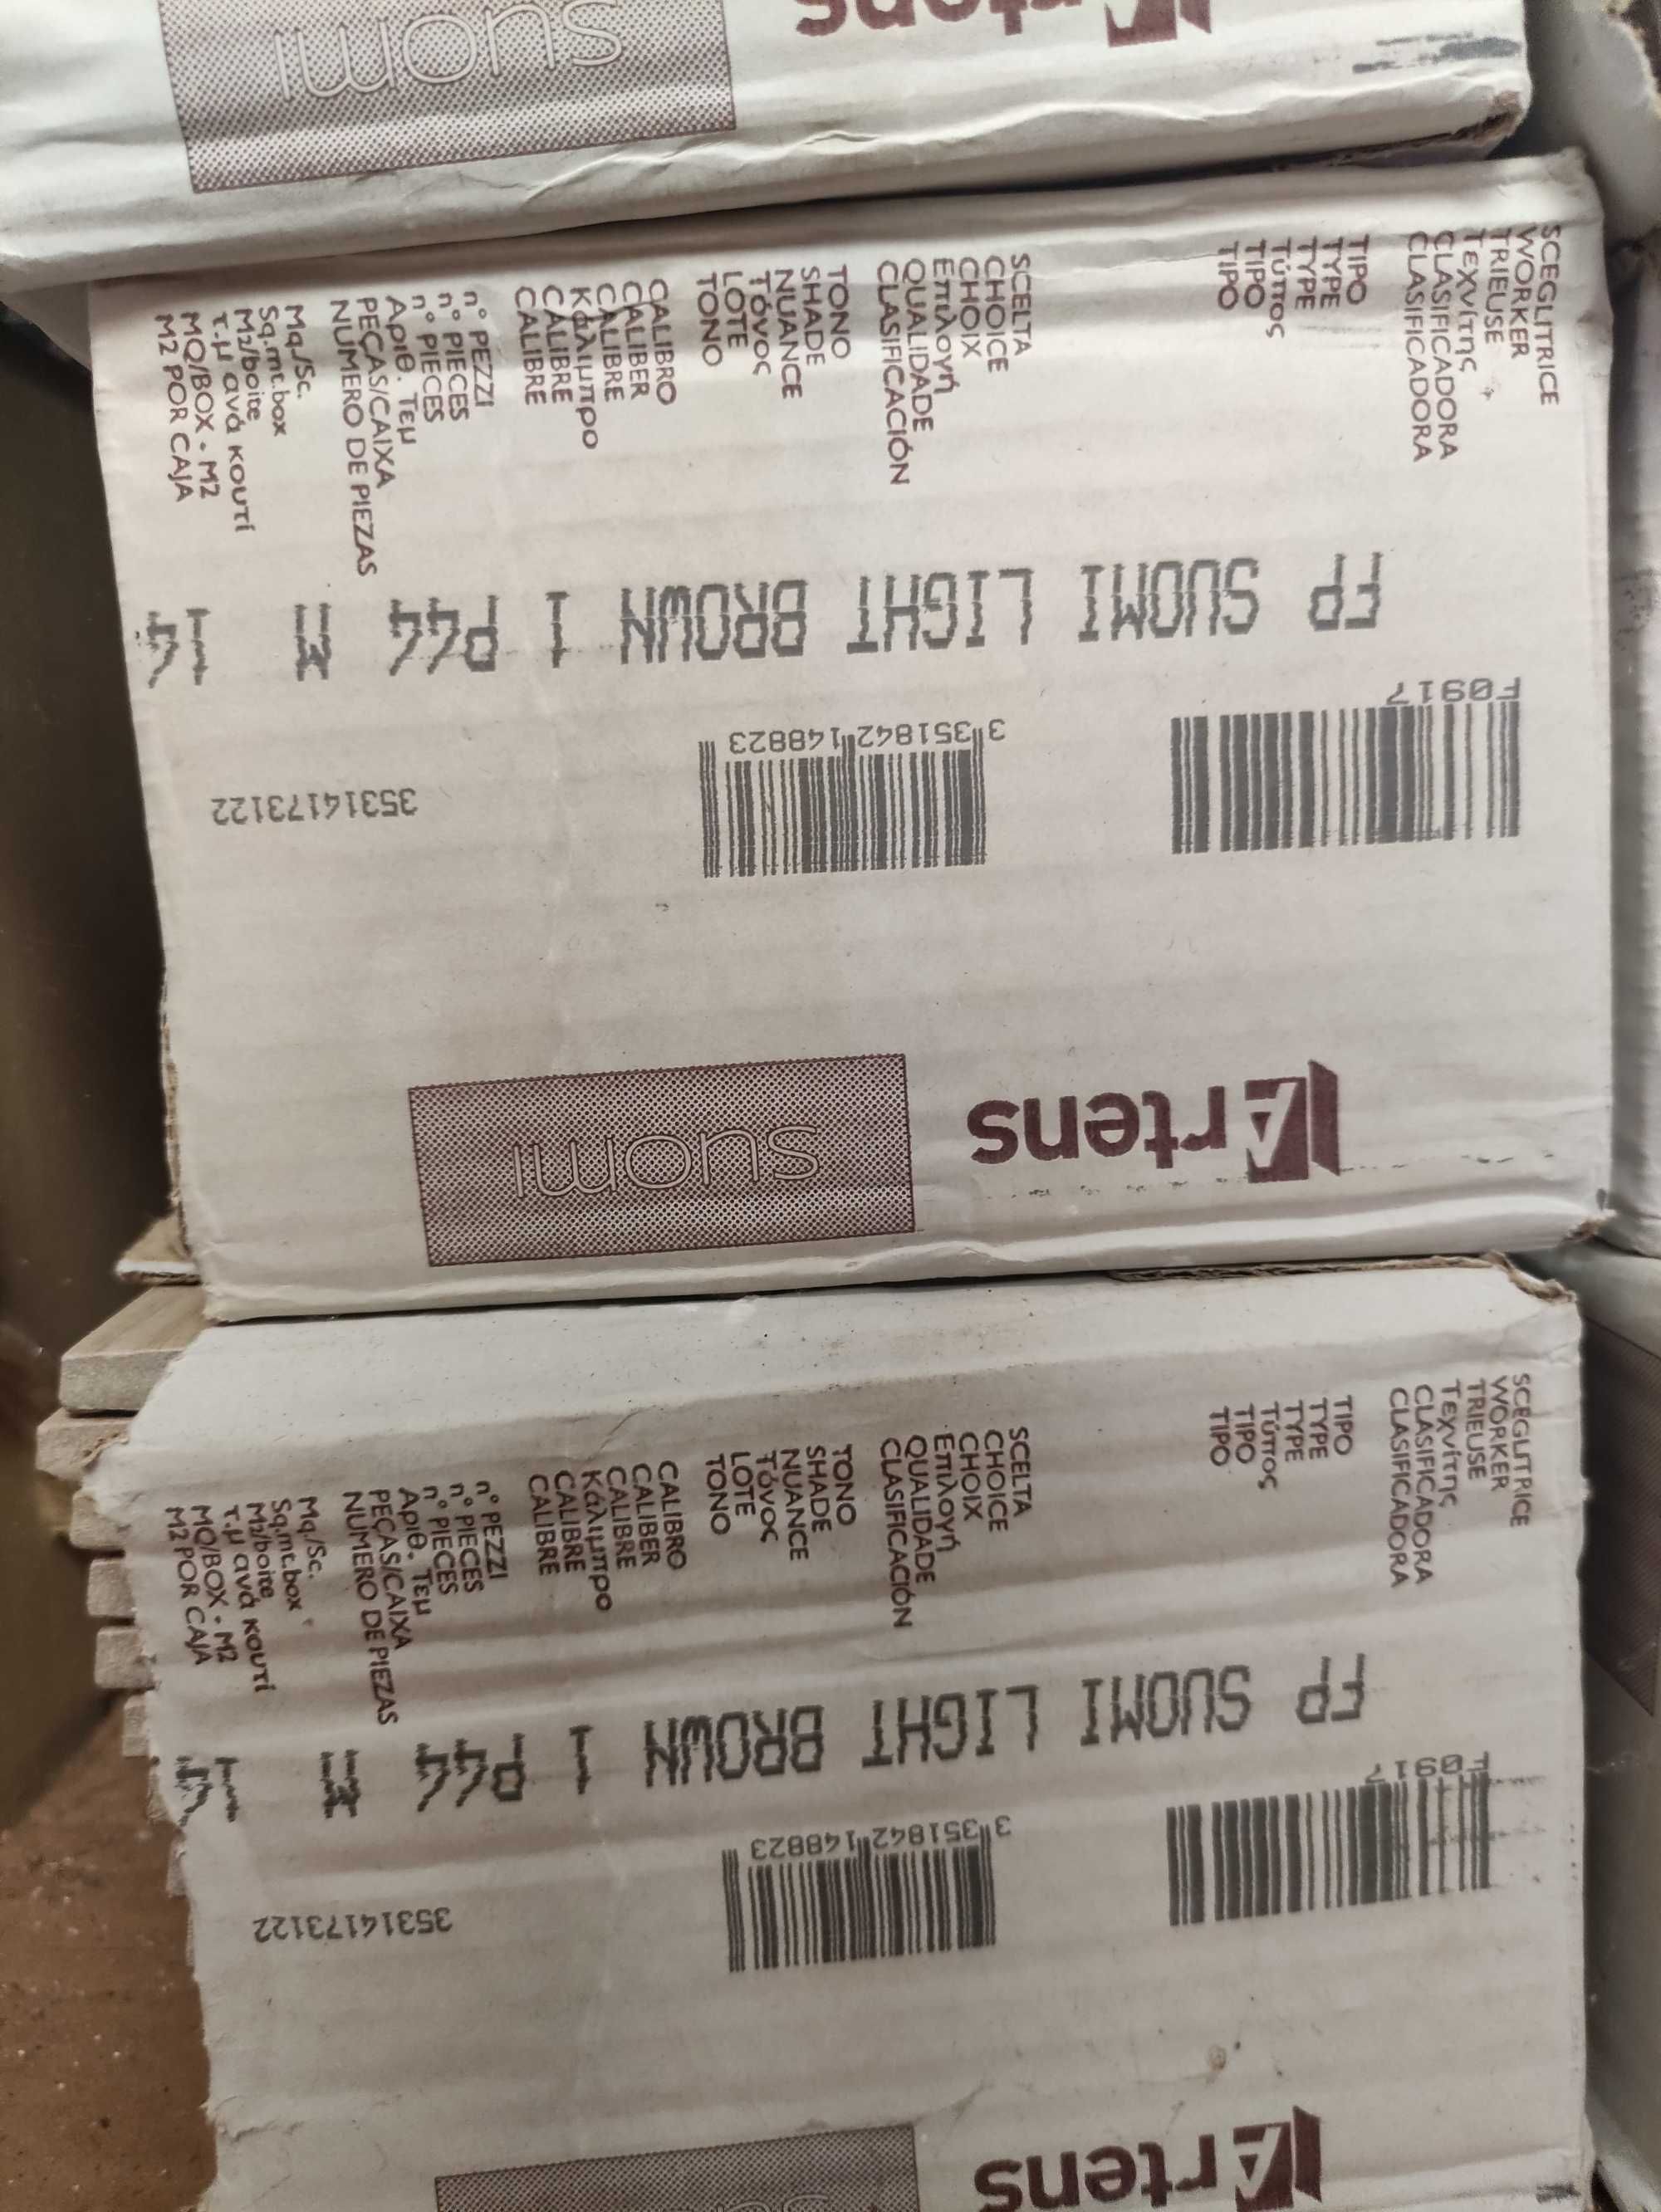 Artens
suomi
SCEGLITRICE
WORKER
TRIEUSE
Τεχνίτης
CLASIFICADORA
CLASIFICADORA
TIPO
TYPE
TYPE
Τύπος
TIPO
TIPO
SCELTA
CHOICE
CHOIX
Επιλογή
QUALIDADE
CLASIFICACIÓN
TONO
SHADE
NUANCE
Τόνος
LOTE
TONO
CALIBRO
CALIBER
CALIBRE
Κάλιμπρο
CALIBRE
CALIBRE
n° PEZZI
n° PIECES
n° PIECES
Αριθ. Τεμ
PEÇAS/CAIXA
NUMERO DE PIEZAS
Mq./Sc.
Sq.mt.box
M2/boite
τ.μ ανά κουτί
MQ/BOX - M2
M2 POR CAJA
FP SUOMI LIGHT BROWN 1 P44
F0917
3 351842 148823
35314173122
Artens
suomi
SCEGLITRICE
WORKER
TRIEUSE
Τεχνίτης
CLASIFICADORA
CLASIFICADORA
TIPO
TYPE
TYPE
Τύπος
TIPO
TIPO
SCELTA
CHOICE
CHOIX
Επιλογή
QUALIDADE
CLASIFICACIÓN
TONO
SHADE
NUANCE
Τόνος
LOTE
TONO
CALIBRO
CALIBER
CALIBRE
Κάλιμπρο
CALIBRE
CALIBRE
n° PEZZI
n° PIECES
n° PIECES
Αριθ. Τεμ
PEÇAS/CAIXA
NUMERO DE PIEZAS
Mq./Sc.
Sq.mt.box
M2/boite
τ.μ ανά κουτί
MQ/BOX - M2
M2 POR CAJA
FP SUOMI LIGHT BROWN 1 P44
F0917
3 351842 148823
35314173122
Artens